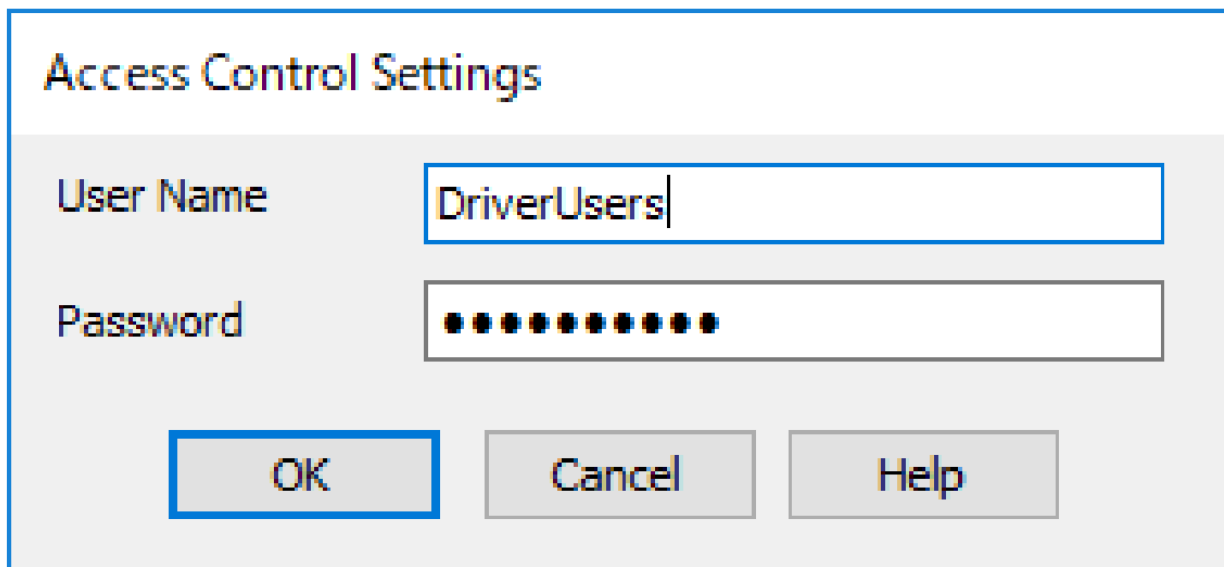 Access Control Settings
User Name DriverUsers
Password ●●●●●●●●●●
OK Cancel Help